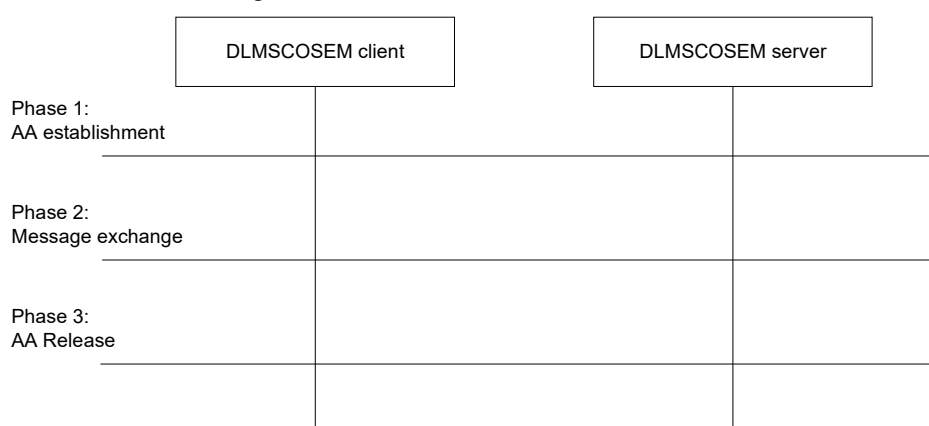 DLMSCOSEM client
DLMSCOSEM server
Phase 1:
AA establishment
Phase 2:
Message exchange
Phase 3:
AA Release